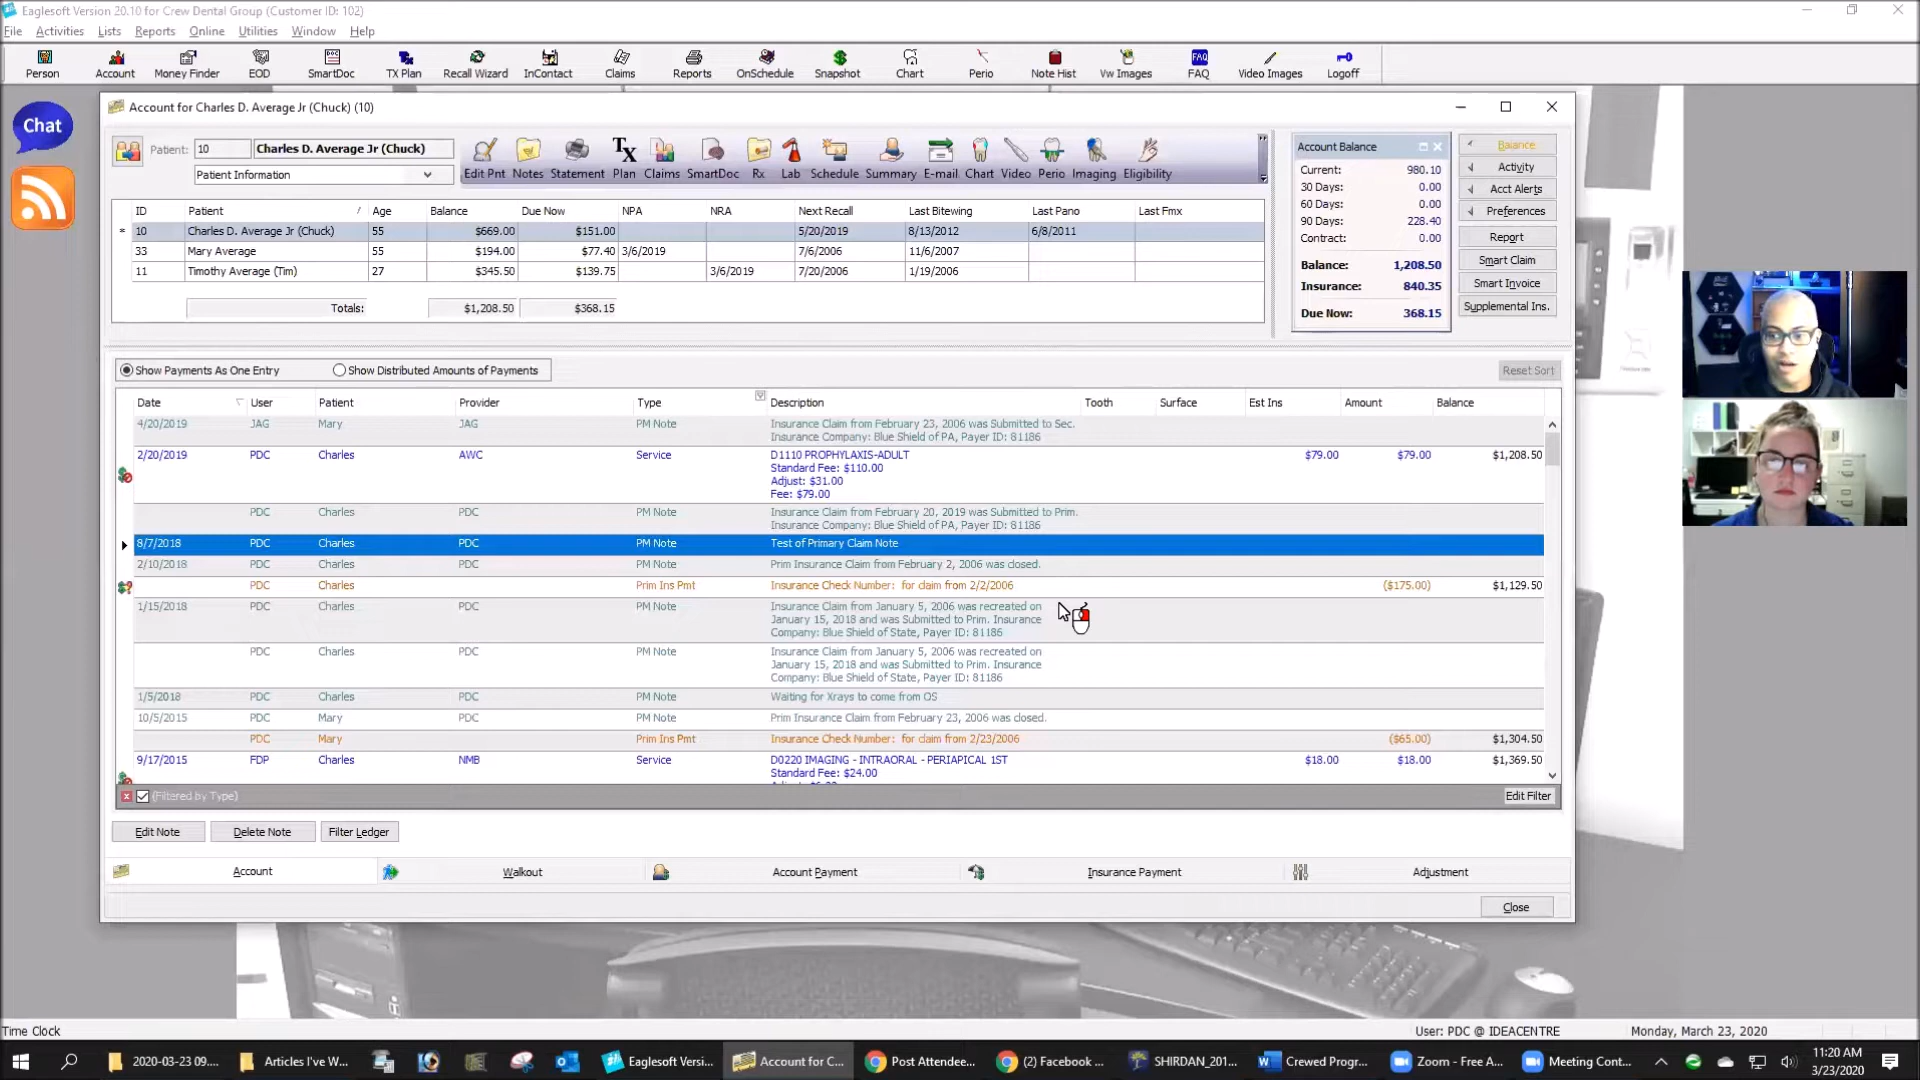 Eaglesoft Version 20.10 for Crew Dental Group (Customer ID: 102)
File Activities Lists Reports Online Utilities Window Help
Person Account Money Finder EOD SmartDoc TX Plan Recall Wizard InContact Claims Reports OnSchedule Snapshot Chart Perio Note Hist Vw Images FAQ Video Images Logoff
Chat
Account for Charles D. Average Jr (Chuck) (10)
Patient: 10 Charles D. Average Jr (Chuck)
Patient Information
Edit Pnt Notes Statement Plan Claims SmartDoc Rx Lab Schedule Summary E-mail Chart Video Perio Imaging Eligibility
ID Patient Age Balance Due Now NPA NRA Next Recall Last Bitewing Last Pano Last Fmx
* 10 Charles D. Average Jr (Chuck) 55 $669.00 $151.00 5/20/2019 8/13/2012 6/8/2011
33 Mary Average 55 $194.00 $77.40 3/6/2019 7/6/2006 11/6/2007
11 Timothy Average (Tim) 27 $345.50 $139.75 3/6/2019 7/20/2006 1/19/2006
Totals: $1,208.50 $368.15
Account Balance
Current: 980.10
30 Days: 0.00
60 Days: 0.00
90 Days: 228.40
Contract: 0.00
Balance: 1,208.50
Insurance: 840.35
Due Now: 368.15
Balance
Activity
Acct Alerts
Preferences
Report
Smart Claim
Smart Invoice
Supplemental Ins.
Show Payments As One Entry Show Distributed Amounts of Payments Reset Sort
Date User Patient Provider Type Description Tooth Surface Est Ins Amount Balance
4/20/2019 JAG Mary JAG PM Note Insurance Claim from February 23, 2006 was Submitted to Sec.
Insurance Company: Blue Shield of PA, Payer ID: 81186
2/20/2019 PDC Charles AWC Service D1110 PROPHYLAXIS-ADULT $79.00 $79.00 $1,208.50
Standard Fee: $110.00
Adjust: $31.00
Fee: $79.00
PDC Charles PDC PM Note Insurance Claim from February 20, 2019 was Submitted to Prim.
Insurance Company: Blue Shield of PA, Payer ID: 81186
8/7/2018 PDC Charles PDC PM Note Test of Primary Claim Note
2/10/2018 PDC Charles PDC PM Note Prim Insurance Claim from February 2, 2006 was closed.
PDC Charles Prim Ins Pmt Insurance Check Number: for claim from 2/2/2006 ($175.00) $1,129.50
1/15/2018 PDC Charles PDC PM Note Insurance Claim from January 5, 2006 was recreated on
January 15, 2018 and was Submitted to Prim. Insurance
Company: Blue Shield of State, Payer ID: 81186
PDC Charles PDC PM Note Insurance Claim from January 5, 2006 was recreated on
January 15, 2018 and was Submitted to Prim. Insurance
Company: Blue Shield of State, Payer ID: 81186
1/5/2018 PDC Charles PDC PM Note Waiting for Xrays to come from OS
10/5/2015 PDC Mary PDC PM Note Prim Insurance Claim from February 23, 2006 was closed.
PDC Mary Prim Ins Pmt Insurance Check Number: for claim from 2/23/2006 ($65.00) $1,304.50
9/17/2015 FDP Charles NMB Service D0220 IMAGING - INTRAORAL - PERIAPICAL 1ST $18.00 $18.00 $1,369.50
Standard Fee: $24.00
(Filtered by Type) Edit Filter
Edit Note Delete Note Filter Ledger
Account Walkout Account Payment Insurance Payment Adjustment
Close
Time Clock User: PDC @ IDEACENTRE Monday, March 23, 2020
2020-03-23 09.... Articles I've W... Eaglesoft Versi... Account for C... Post Attendee... (2) Facebook ... SHIRDAN_201... Crewed Progr... Zoom - Free A... Meeting Cont... 11:20 AM
3/23/2020